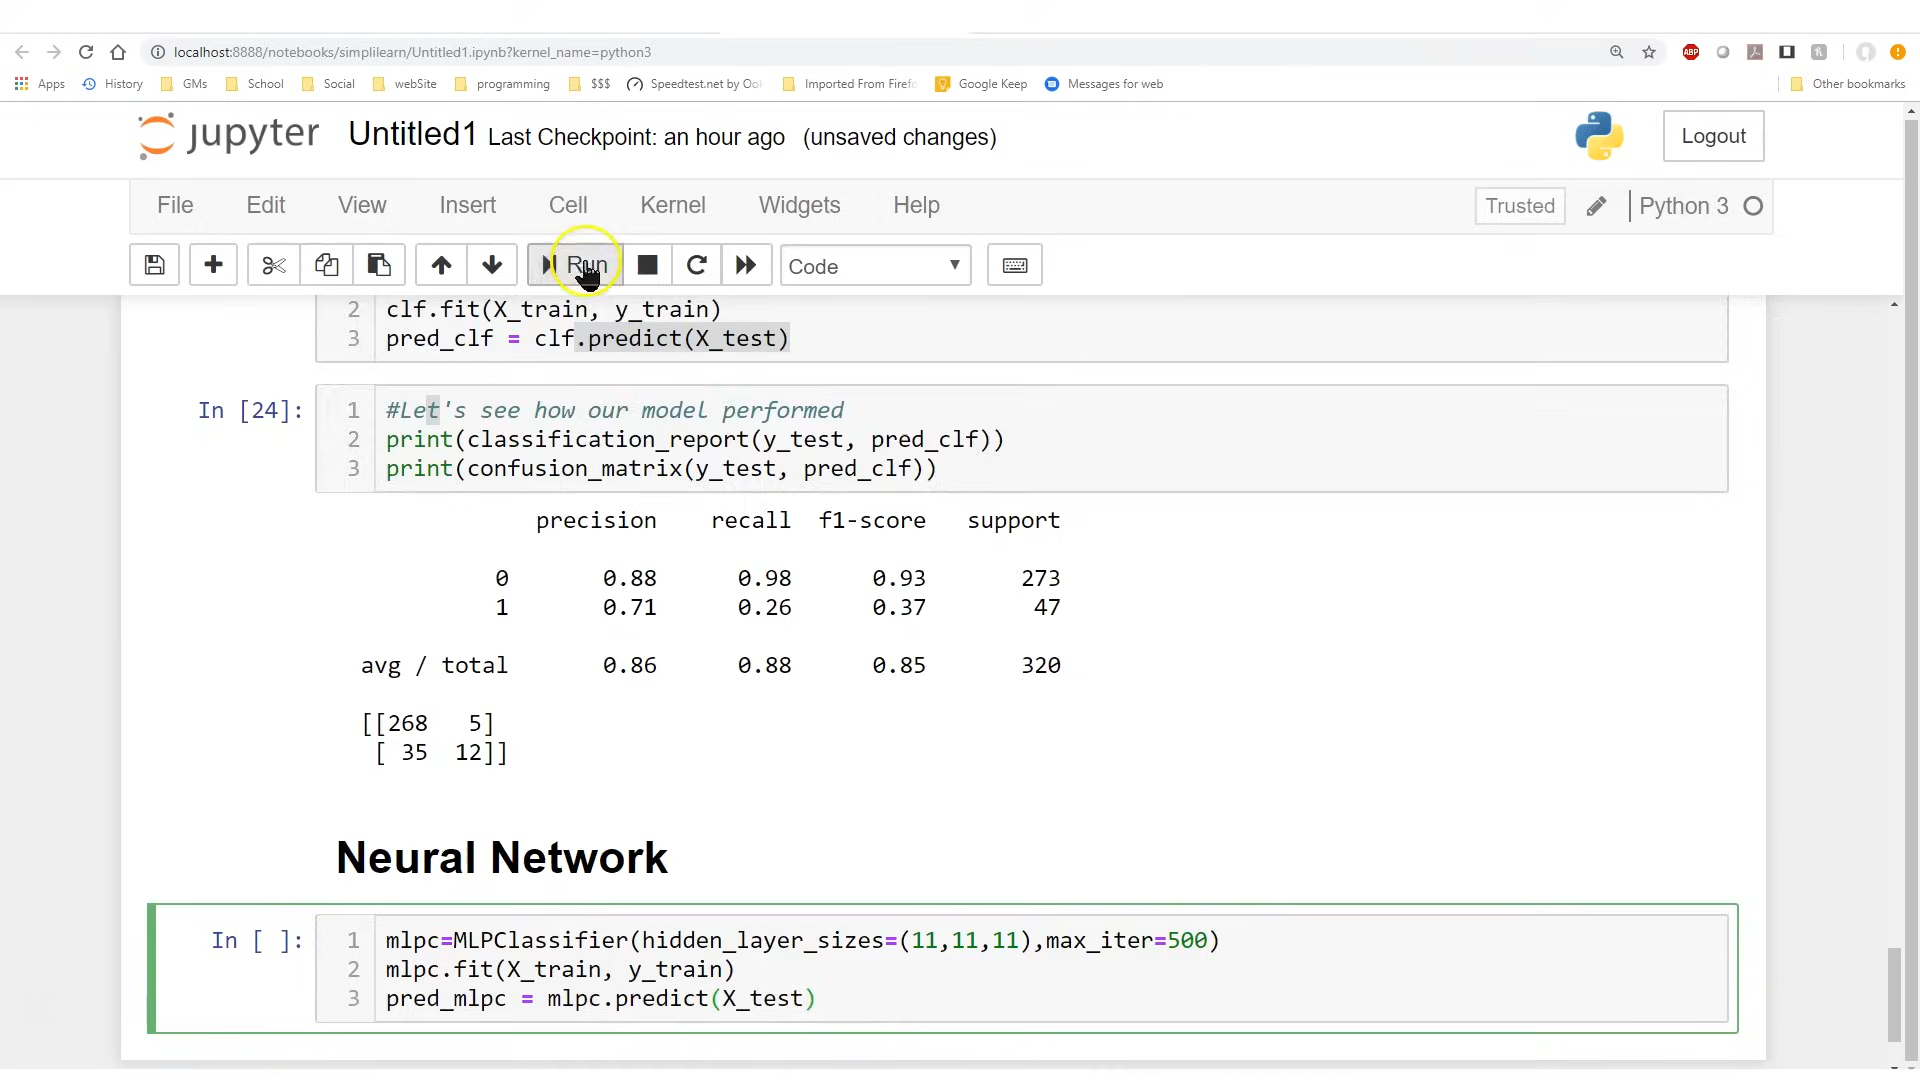 localhost:8888/notebooks/simplilearn/Untitled1.ipynb?kernel_name=python3
ABP
Apps History GMs School Social webSite programming $$$ Speedtest.net by Ook Imported From Firefo Google Keep Messages for web Other bookmarks
jupyter Untitled1 Last Checkpoint: an hour ago (unsaved changes) Logout
File Edit View Insert Cell Kernel Widgets Help Trusted Python 3
Run Code
2 clf.fit(X_train, y_train)
3 pred_clf = clf.predict(X_test)
In [24]: 1 #Let's see how our model performed
2 print(classification_report(y_test, pred_clf))
3 print(confusion_matrix(y_test, pred_clf))
precision recall f1-score support
0 0.88 0.98 0.93 273
1 0.71 0.26 0.37 47
avg / total 0.86 0.88 0.85 320
[[268 5]
[ 35 12]]
Neural Network
In [ ]: 1 mlpc=MLPClassifier(hidden_layer_sizes=(11,11,11),max_iter=500)
2 mlpc.fit(X_train, y_train)
3 pred_mlpc = mlpc.predict(X_test)